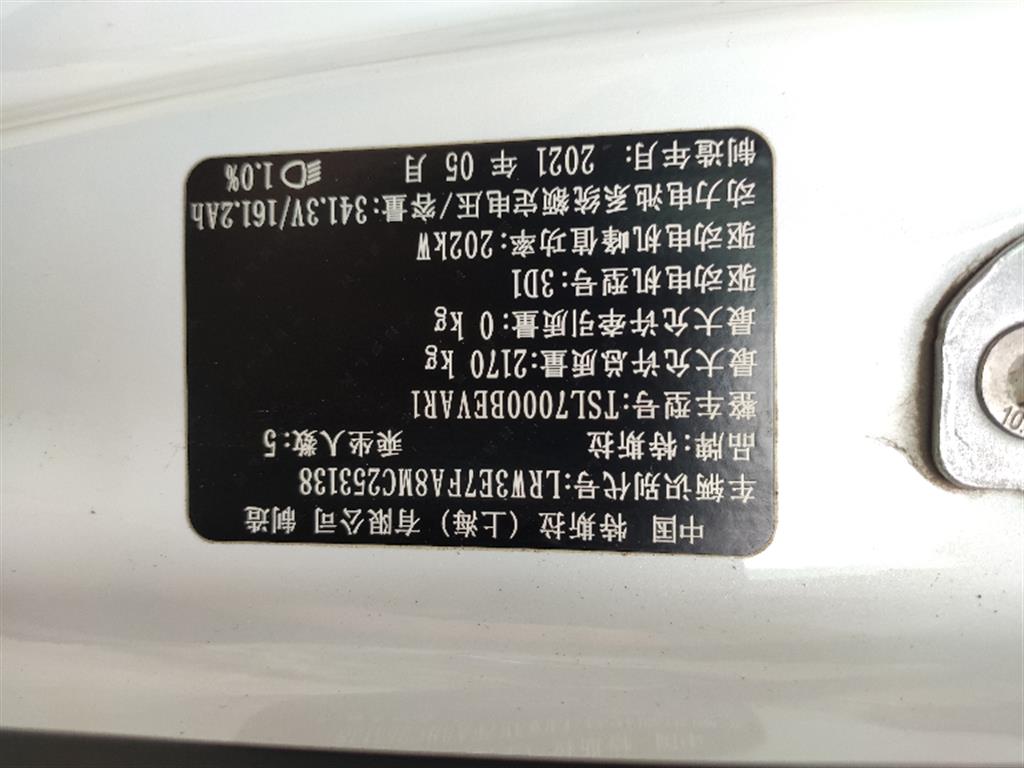 中国 特斯拉（上海）有限公司 制造
车辆识别代号:LRW3E7FA8MC253138
品牌:特斯拉 乘坐人数:5
整车型号:TSL7000BEVAR1
最大允许总质量:2170 kg
最大允许牵引质量:0 kg
驱动电机型号:3D1
驱动电机峰值功率:202kW
动力电池系统额定电压/容量:341.3V/161.2Ah
制造年月: 2021 年 05 月 1.0%
10